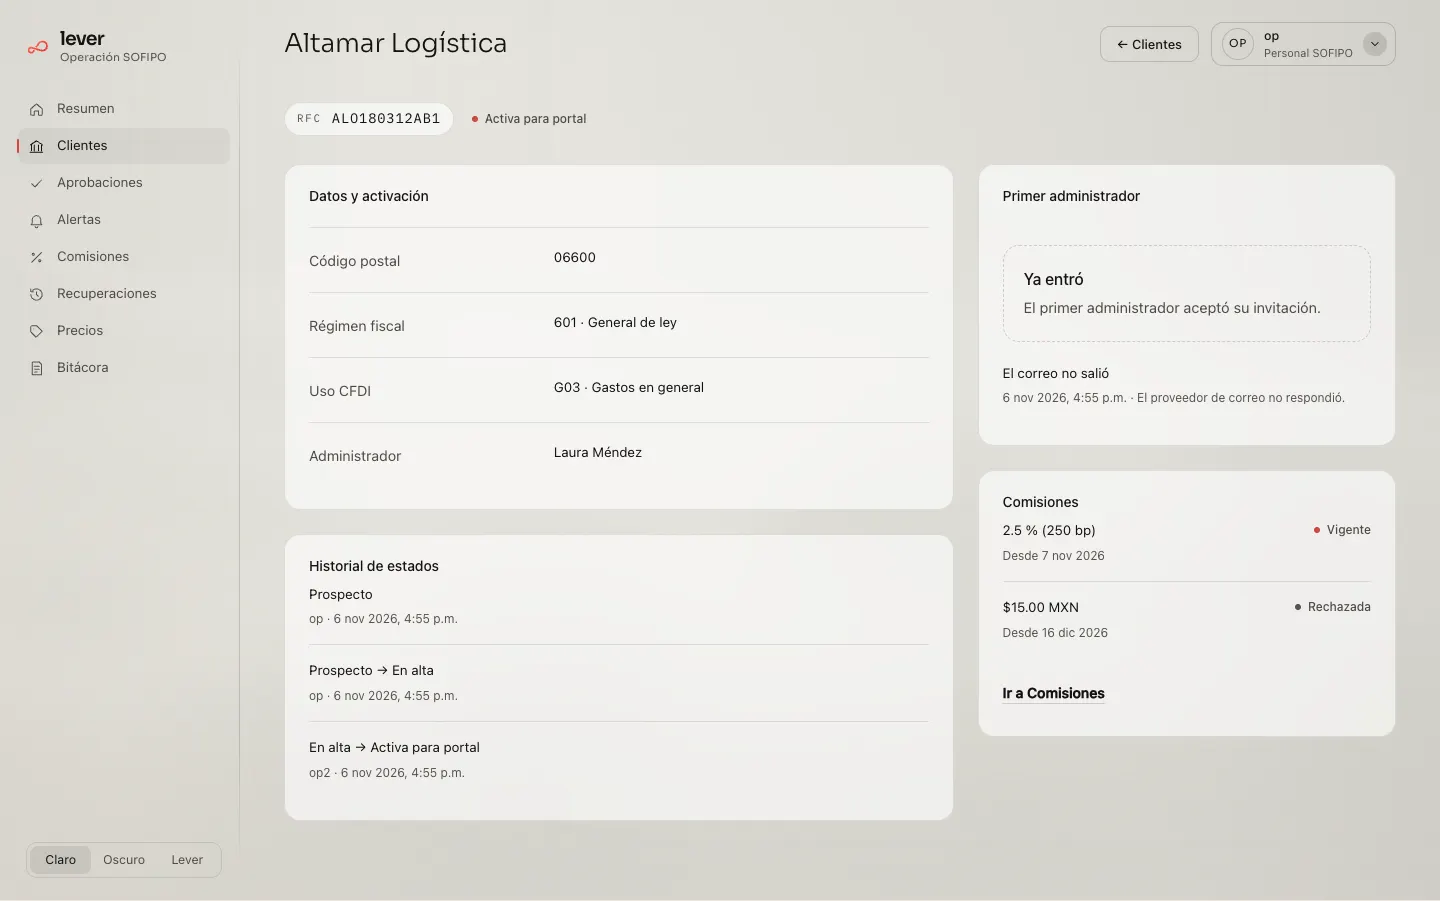 lever
Operación SOFIPO
Resumen
Clientes
Aprobaciones
Alertas
Comisiones
Recuperaciones
Precios
Bitácora
Claro Oscuro Lever
Altamar Logística
← Clientes
OP
op
Personal SOFIPO
RFC ALO180312AB1
Activa para portal
Datos y activación
Código postal 06600
Régimen fiscal 601 · General de ley
Uso CFDI G03 · Gastos en general
Administrador Laura Méndez
Historial de estados
Prospecto
op · 6 nov 2026, 4:55 p.m.
Prospecto → En alta
op · 6 nov 2026, 4:55 p.m.
En alta → Activa para portal
op2 · 6 nov 2026, 4:55 p.m.
Primer administrador
Ya entró
El primer administrador aceptó su invitación.
El correo no salió
6 nov 2026, 4:55 p.m. · El proveedor de correo no respondió.
Comisiones
2.5 % (250 bp) Vigente
Desde 7 nov 2026
$15.00 MXN Rechazada
Desde 16 dic 2026
Ir a Comisiones